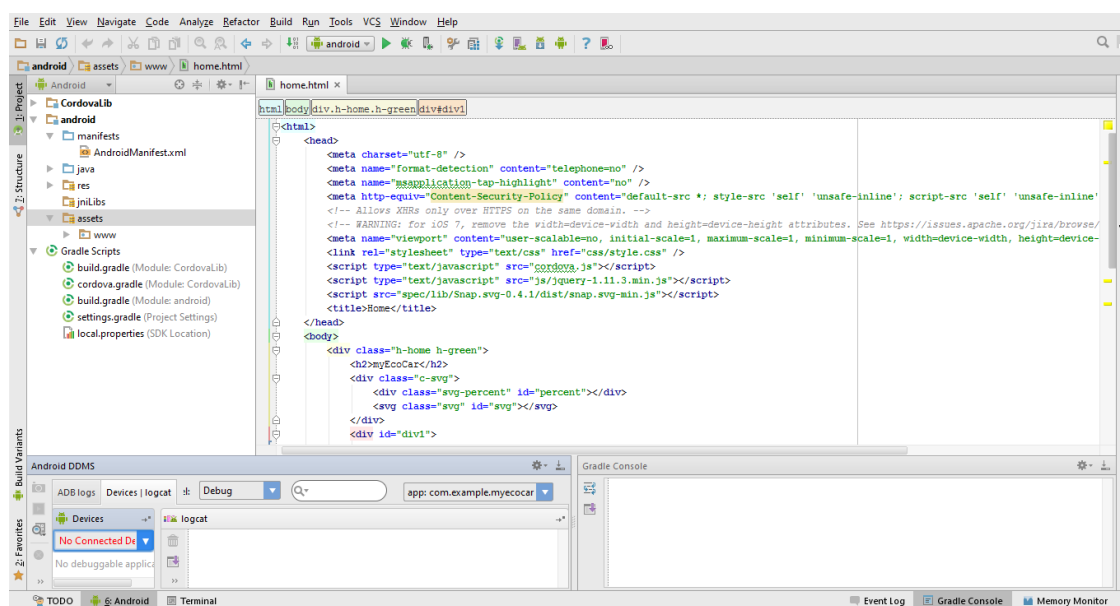 File Edit View Navigate Code Analyze Refactor Build Run Tools VCS Window Help
android
android assets www home.html
1: Project
Android
home.html ×
CordovaLib
android
manifests
AndroidManifest.xml
java
res
jniLibs
assets
www
Gradle Scripts
build.gradle (Module: CordovaLib)
cordova.gradle (Module: CordovaLib)
build.gradle (Module: android)
settings.gradle (Project Settings)
local.properties (SDK Location)
7: Structure
Build Variants
2: Favorites
html body div.h-home.h-green div#div1
<html>
<head>
<meta charset="utf-8" />
<meta name="format-detection" content="telephone=no" />
<meta name="msapplication-tap-highlight" content="no" />
<meta http-equiv="Content-Security-Policy" content="default-src *; style-src 'self' 'unsafe-inline'; script-src 'self' 'unsafe-inline'
<!-- Allows XHRs only over HTTPS on the same domain. -->
<!-- WARNING: for iOS 7, remove the width=device-width and height=device-height attributes. See https://issues.apache.org/jira/browse/
<meta name="viewport" content="user-scalable=no, initial-scale=1, maximum-scale=1, minimum-scale=1, width=device-width, height=device-
<link rel="stylesheet" type="text/css" href="css/style.css" />
<script type="text/javascript" src="cordova.js"></script>
<script type="text/javascript" src="js/jquery-1.11.3.min.js"></script>
<script src="spec/lib/Snap.svg-0.4.1/dist/snap.svg-min.js"></script>
<title>Home</title>
</head>
<body>
<div class="h-home h-green">
<h2>myEcoCar</h2>
<div class="c-svg">
<div class="svg-percent" id="percent"></div>
<svg class="svg" id="svg"></svg>
</div>
<div id="div1">
Android DDMS
ADB logs Devices | logcat Debug app: com.example.myecocar
Devices logcat
No Connected De
No debuggable applica
Gradle Console
TODO 6: Android Terminal Event Log Gradle Console Memory Monitor